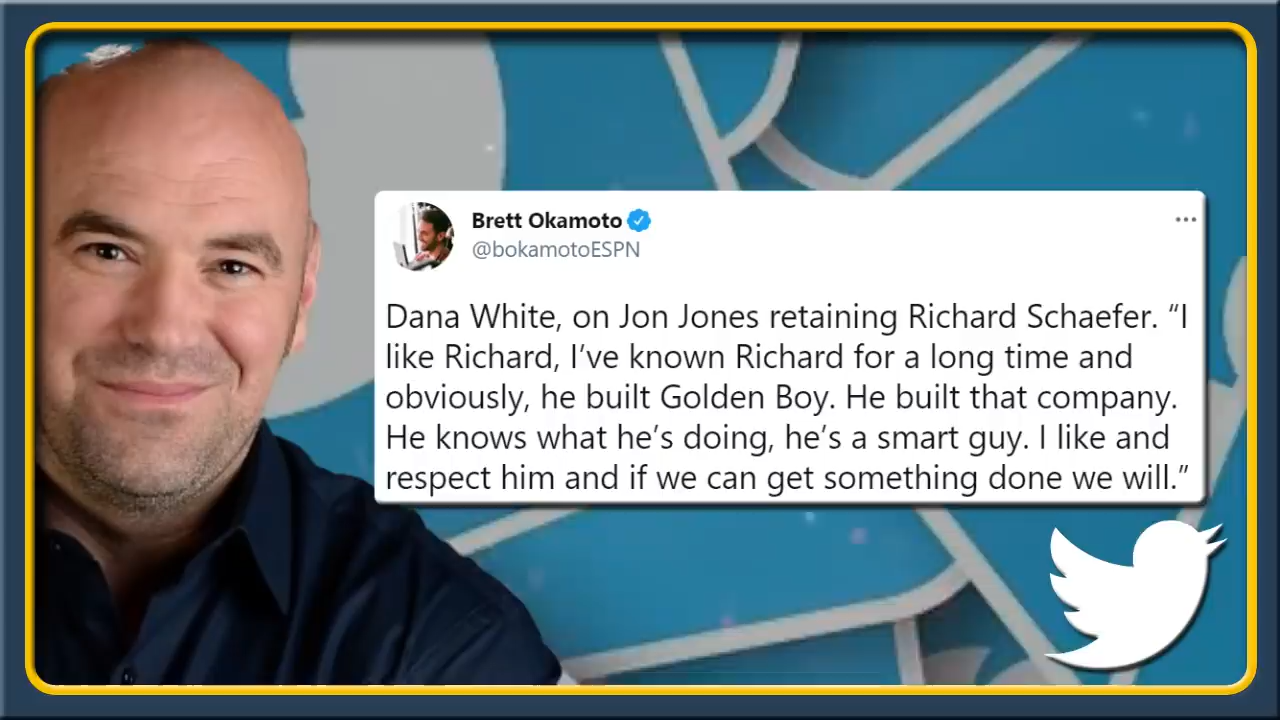 Brett Okamoto
@bokamotoESPN
Dana White, on Jon Jones retaining Richard Schaefer. “I
like Richard, I’ve known Richard for a long time and
obviously, he built Golden Boy. He built that company.
He knows what he’s doing, he’s a smart guy. I like and
respect him and if we can get something done we will.”